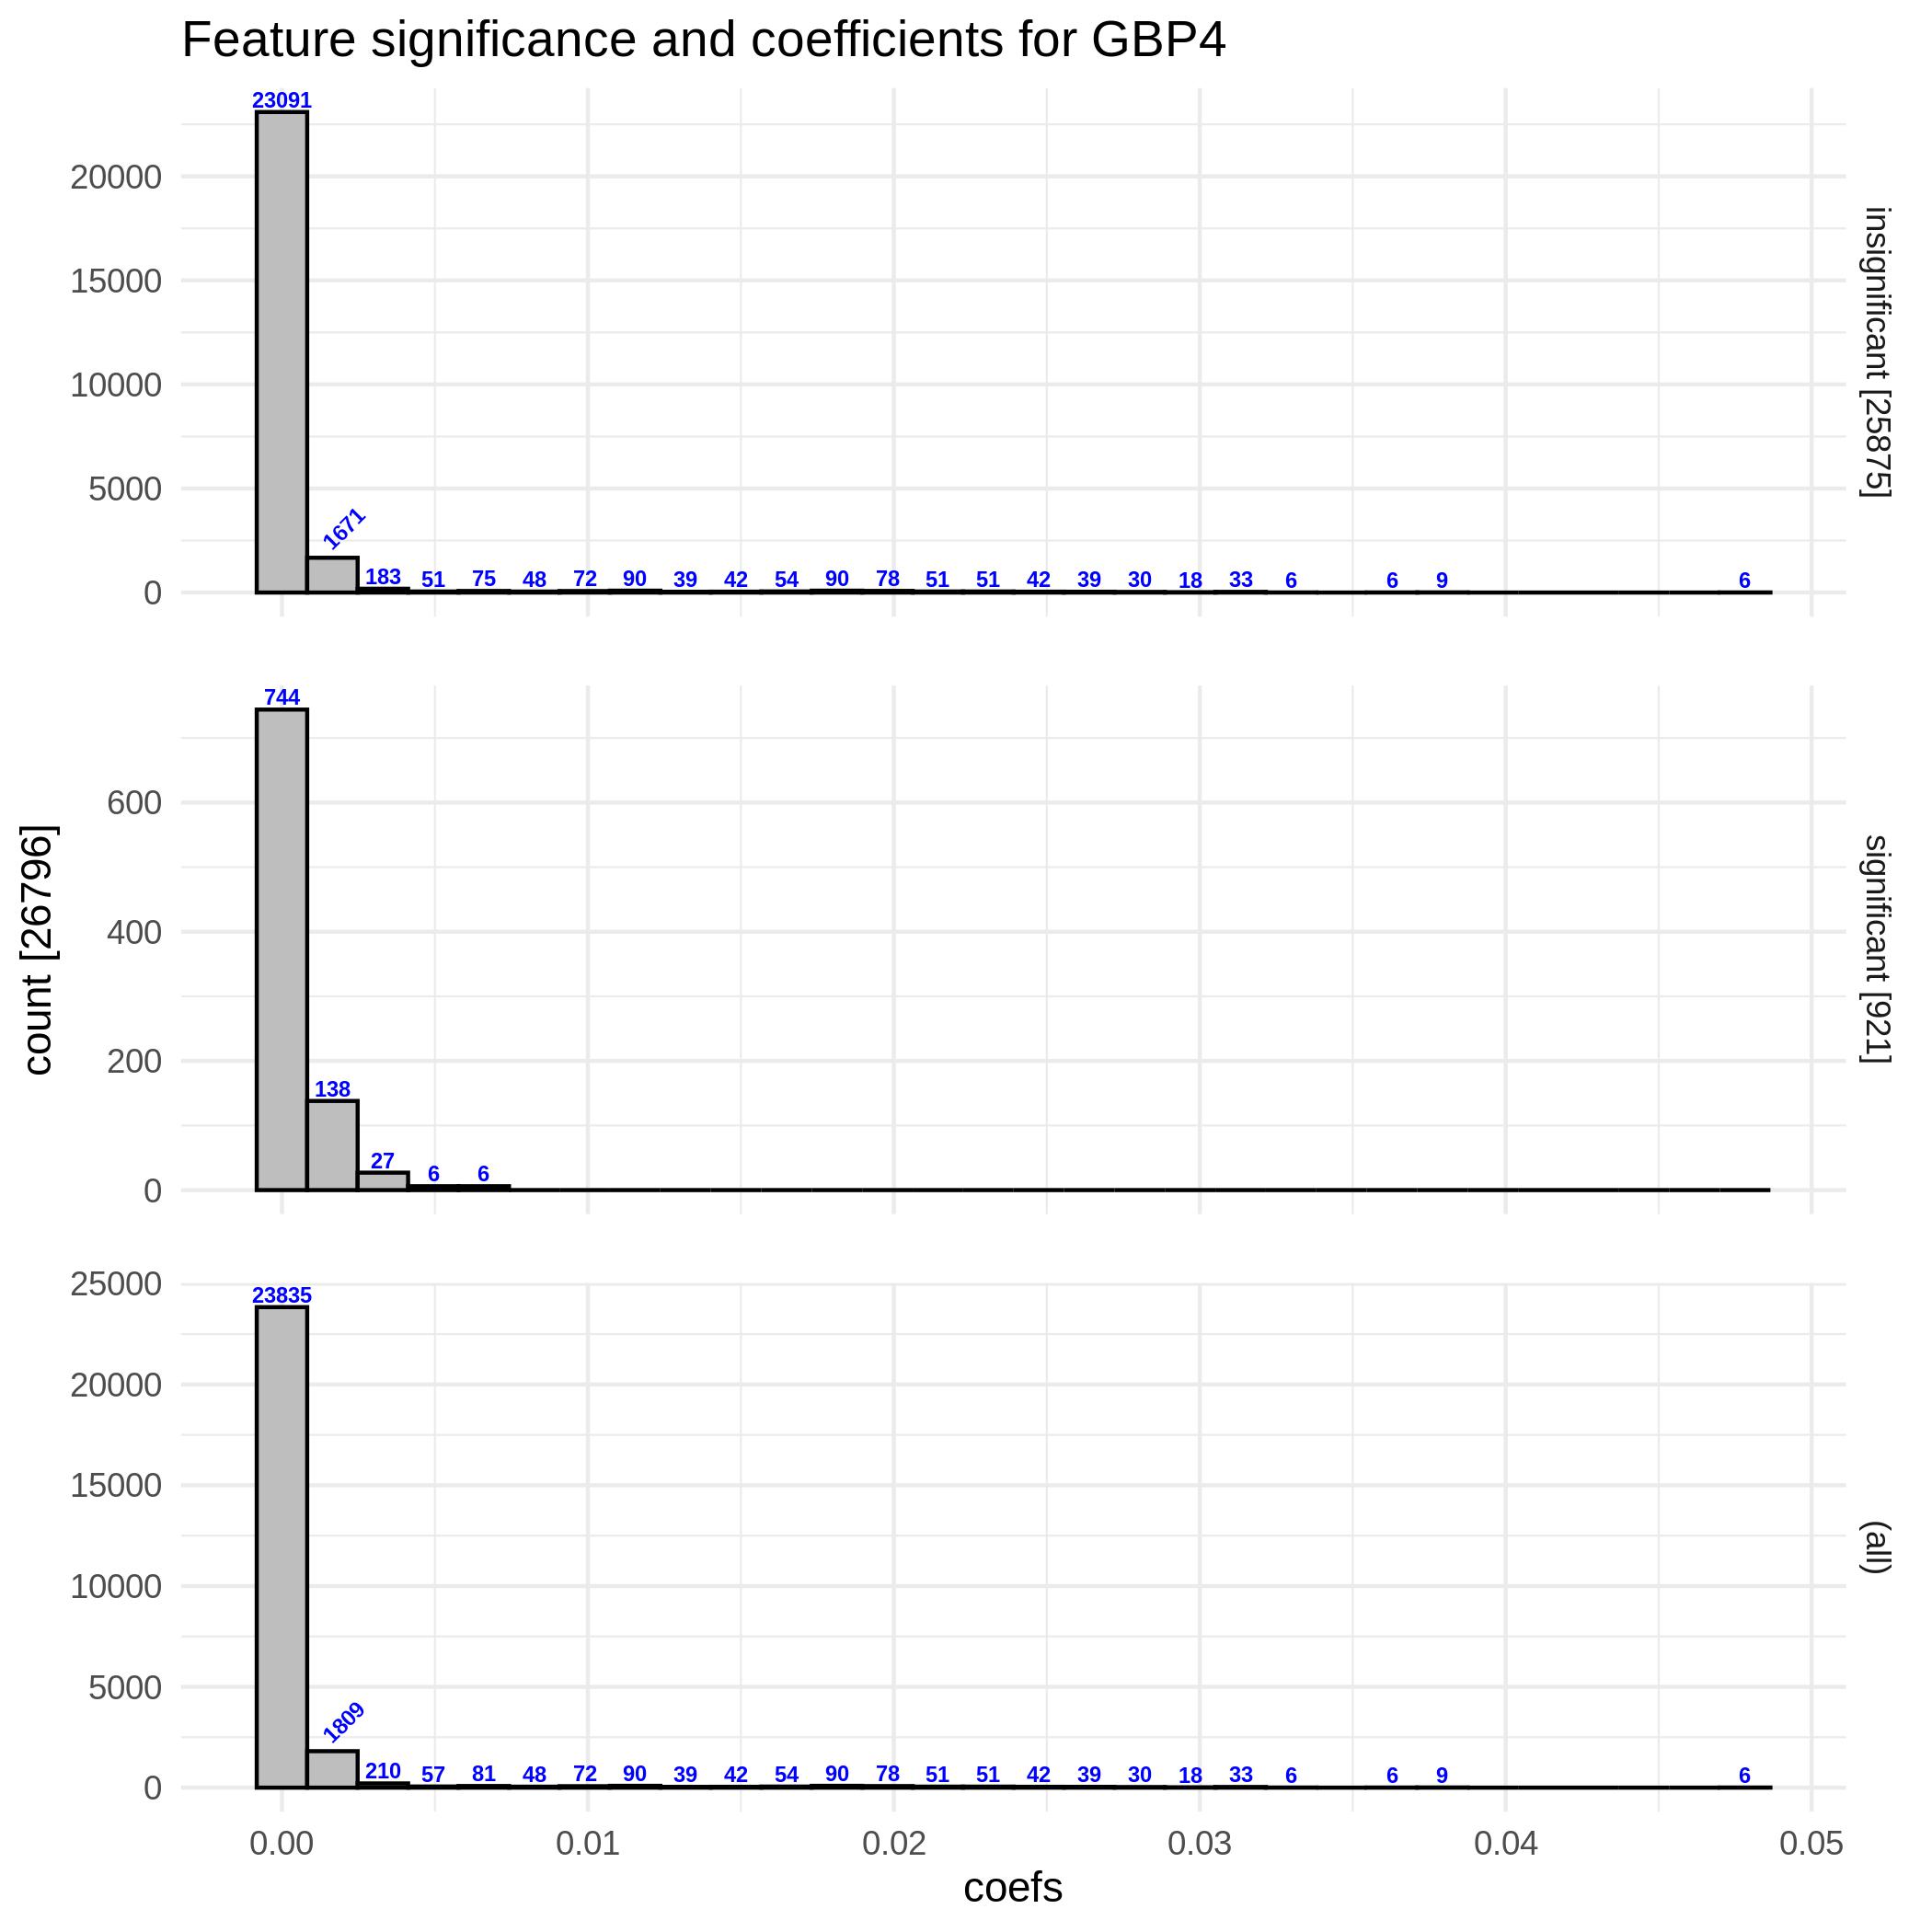 Feature significance and coefficients for GBP4
23091
20000
15000
10000
5000
0
1671
183 51 75 48 72 90 39 42 54 90 78 51 51 42 39 30 18 33 6 6 9 6
insignificant [25875]
count [26796]
744
600
400
200
0
138
27
6 6
significant [921]
25000
20000
15000
10000
5000
0
23835
1809
210 57 81 48 72 90 39 42 54 90 78 51 51 42 39 30 18 33 6 6 9 6
(all)
0.00 0.01 0.02 0.03 0.04 0.05
coefs